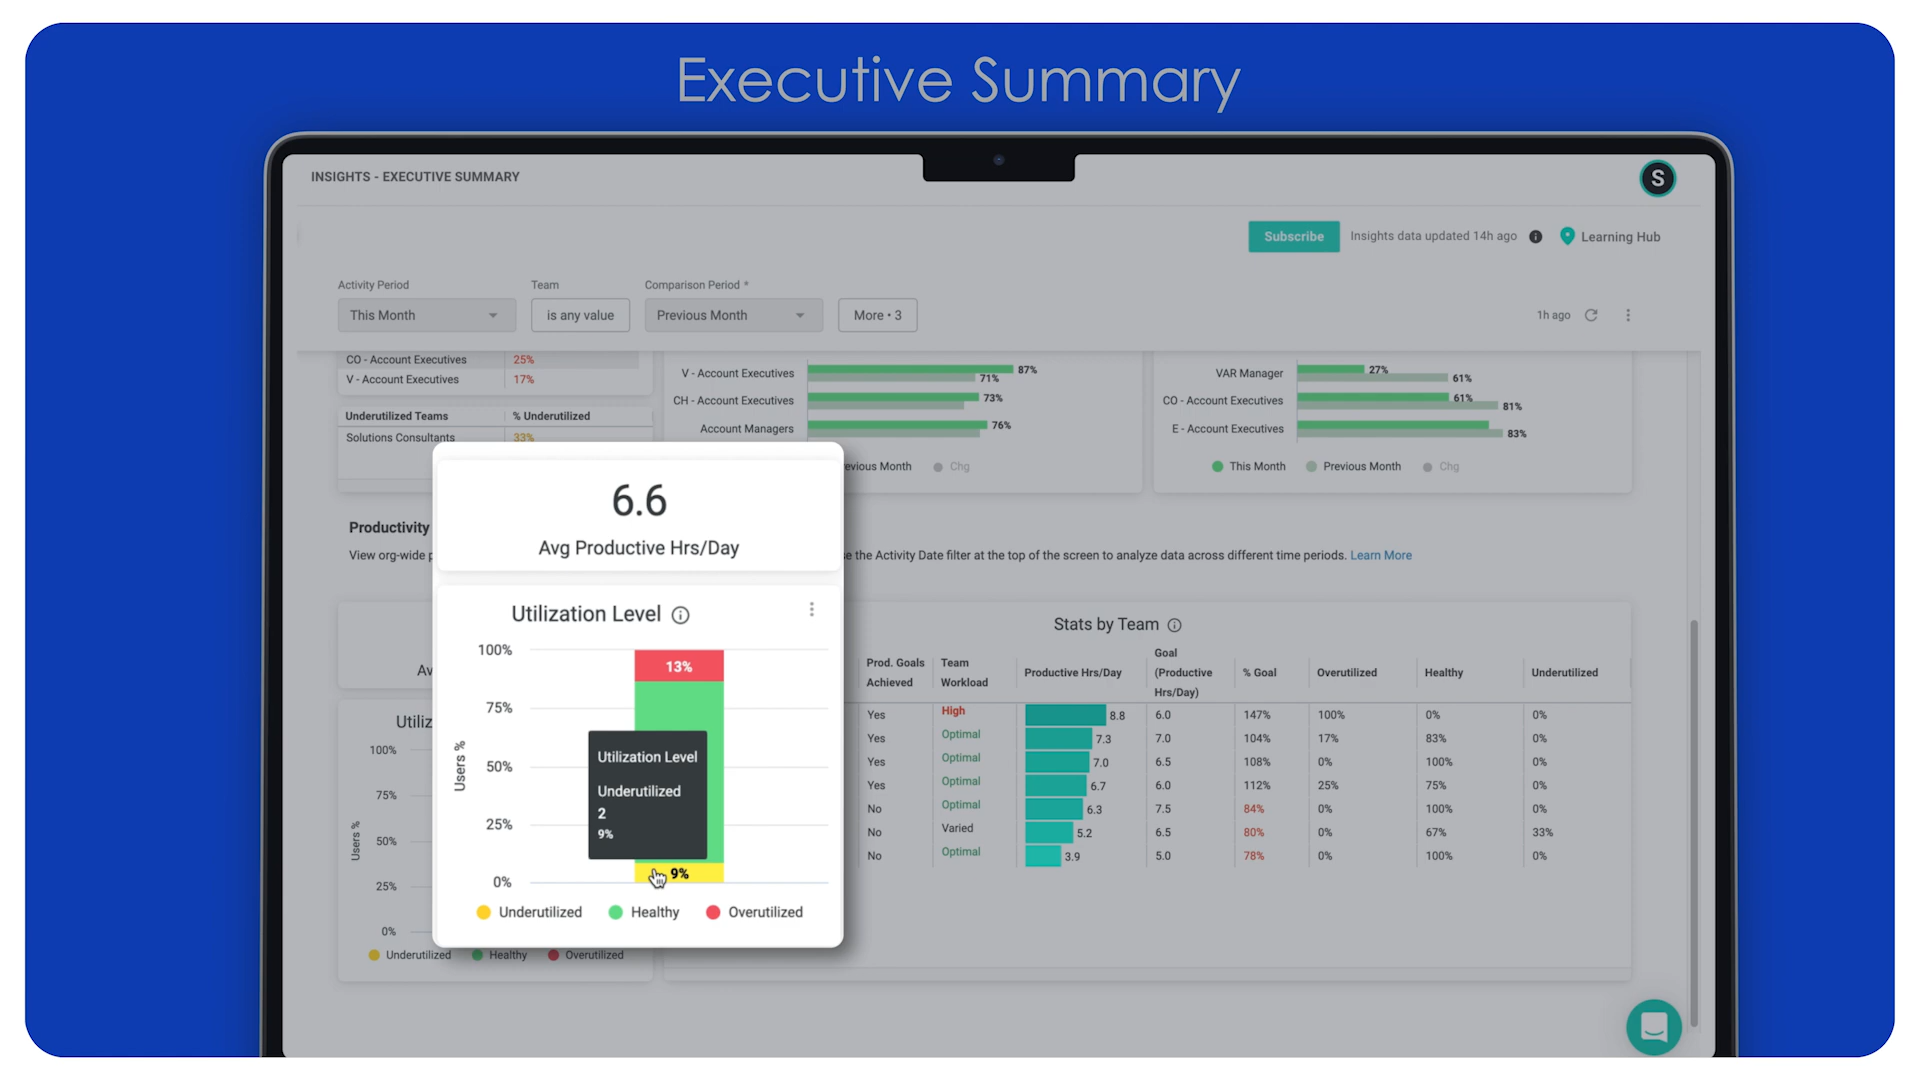 Executive Summary
INSIGHTS - EXECUTIVE SUMMARY
S
Subscribe
Insights data updated 14h ago
Learning Hub
Activity Period
Team
Comparison Period *
This Month
is any value
Previous Month
More • 3
1h ago
CO - Account Executives 25%
V - Account Executives 17%
Underutilized Teams % Underutilized
Solutions Consultants 33%
V - Account Executives 87%
71%
CH - Account Executives 73%
Account Managers 76%
evious Month Chg
VAR Manager 27%
61%
CO - Account Executives 61%
81%
E - Account Executives
83%
This Month Previous Month Chg
6.6
Avg Productive Hrs/Day
Productivity
View org-wide p
se the Activity Date filter at the top of the screen to analyze data across different time periods. Learn More
Av
Utiliz
100%
75%
50%
25%
0%
Users %
Underutilized Healthy Overutilized
Utilization Level
100%
75%
50%
25%
0%
Users %
13%
Utilization Level
Underutilized
2
9%
9%
Underutilized Healthy Overutilized
Stats by Team
Prod. Goals Achieved Team Workload Productive Hrs/Day Goal (Productive Hrs/Day) % Goal Overutilized Healthy Underutilized
Yes High 8.8 6.0 147% 100% 0% 0%
Yes Optimal 7.3 7.0 104% 17% 83% 0%
Yes Optimal 7.0 6.5 108% 0% 100% 0%
Yes Optimal 6.7 6.0 112% 25% 75% 0%
No Optimal 6.3 7.5 84% 0% 100% 0%
No Varied 5.2 6.5 80% 0% 67% 33%
No Optimal 3.9 5.0 78% 0% 100% 0%